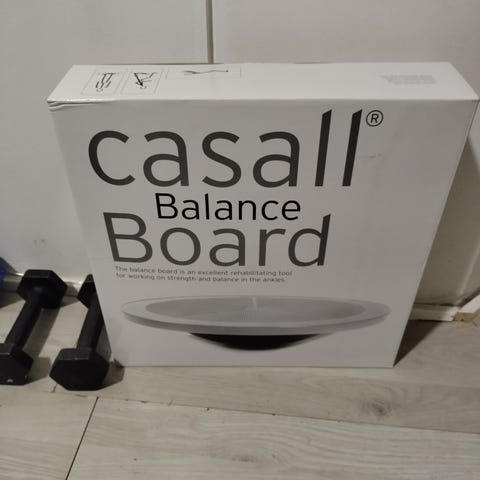 casall®
Balance
Board
The balance board is an excellent rehabilitating tool
for working on strength and balance in the ankles.